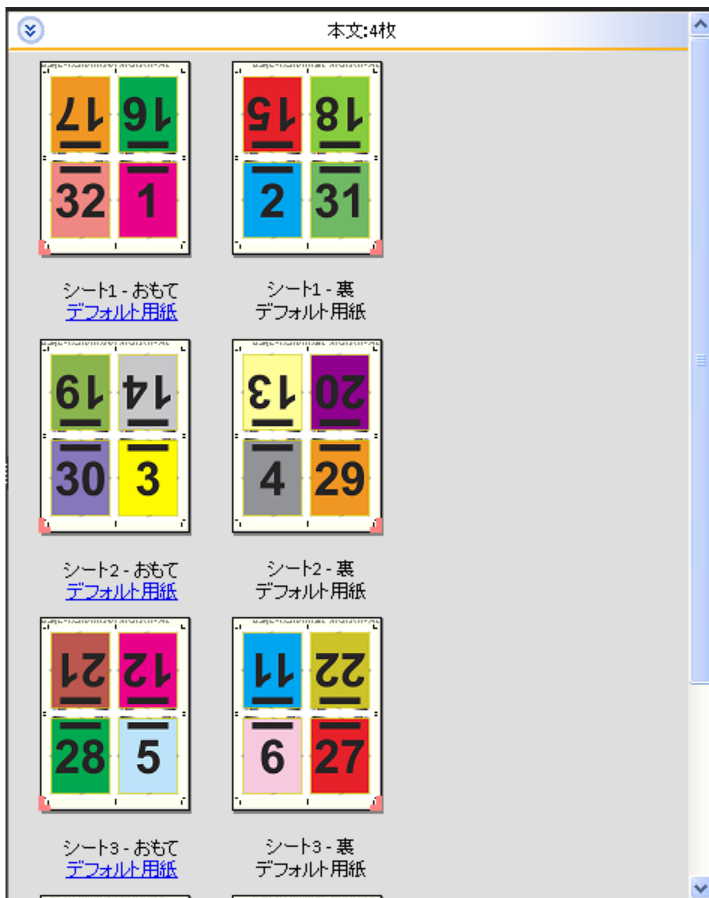 本文:4枚
17 16 15 18
32 1 2 31
シート1 - おもて シート1 - 裏
デフォルト用紙 デフォルト用紙
19 14 13 20
30 3 4 29
シート2 - おもて シート2 - 裏
デフォルト用紙 デフォルト用紙
21 12 11 22
28 5 6 27
シート3 - おもて シート3 - 裏
デフォルト用紙 デフォルト用紙